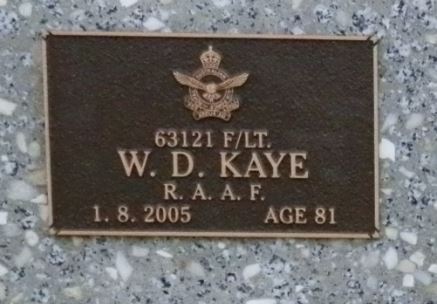 63121 F/LT.
W. D. KAYE
R. A. A. F.
1. 8. 2005 AGE 81